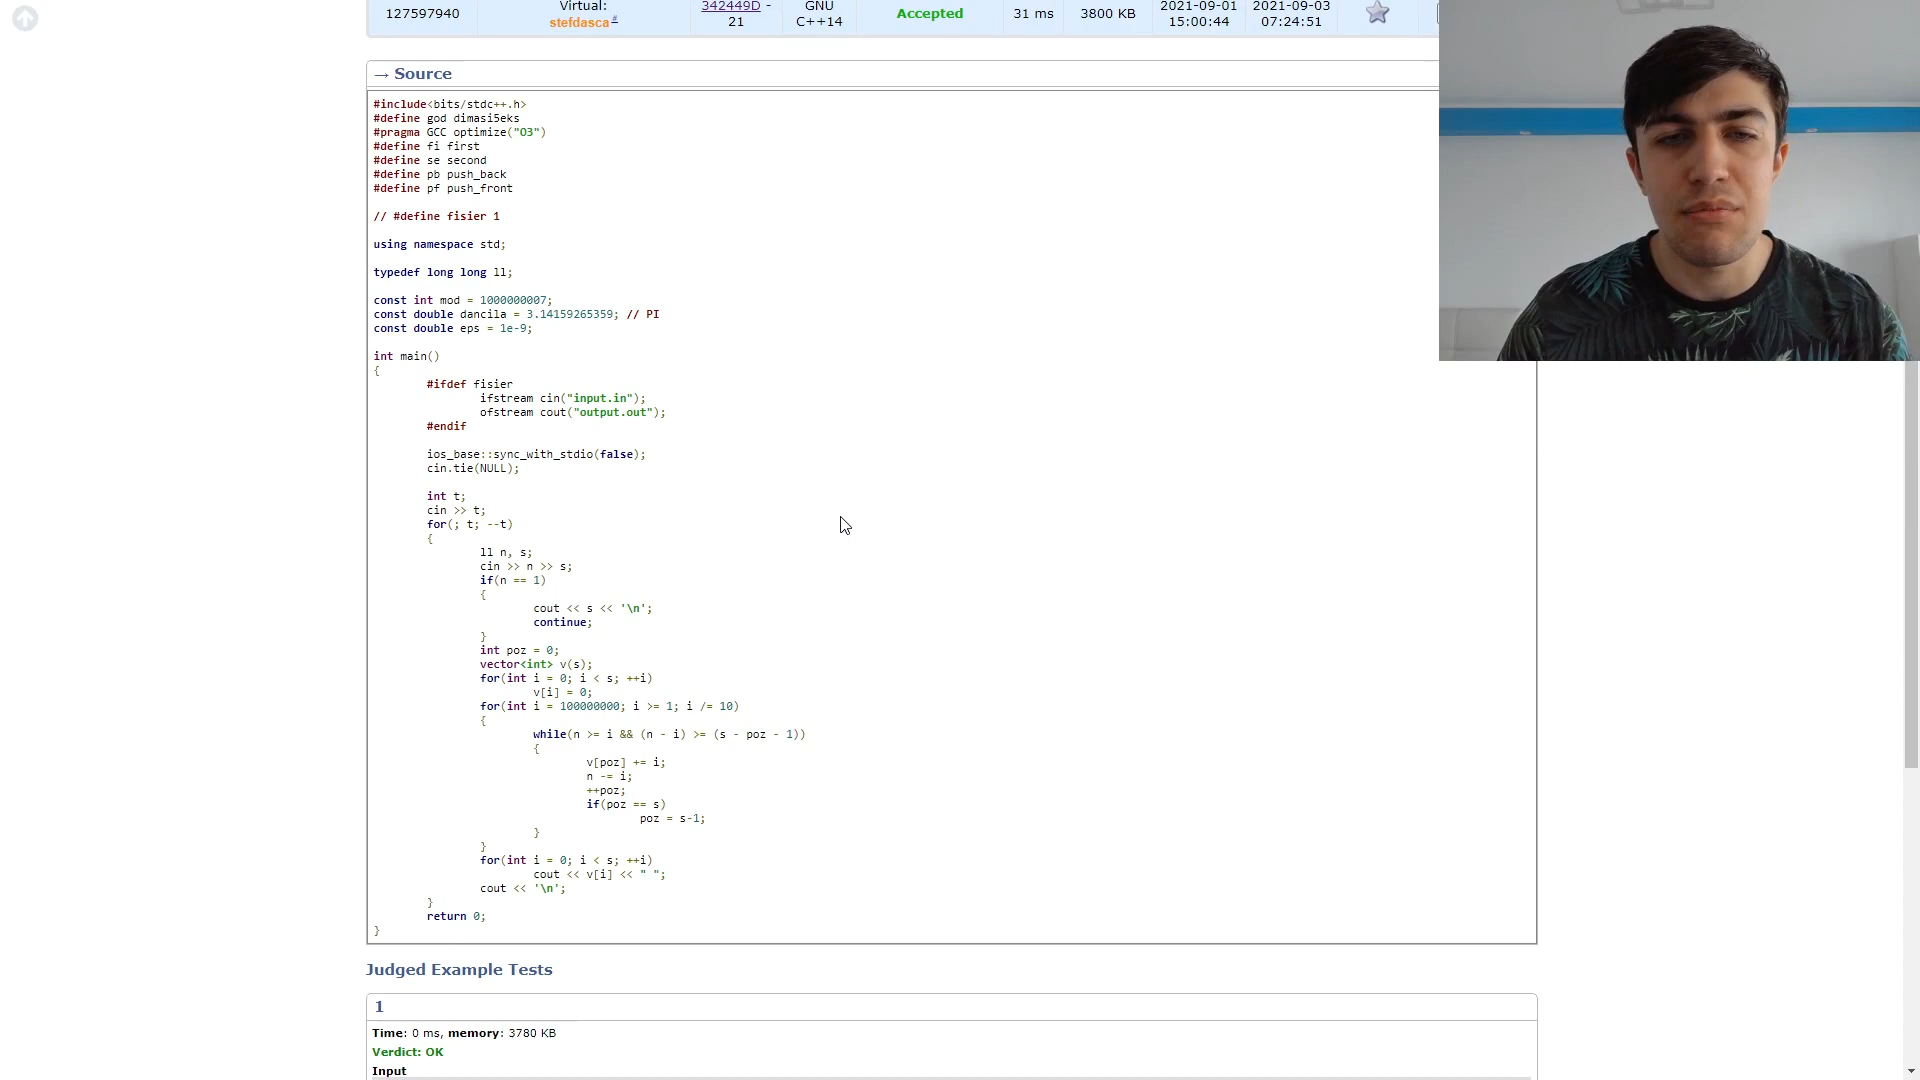 127597940 Virtual: stefdasca# 342449D - 21 GNU C++14 Accepted 31 ms 3800 KB 2021-09-01 15:00:44 2021-09-03 07:24:51
→ Source
#include<bits/stdc++.h>
#define god dimasi5eks
#pragma GCC optimize("O3")
#define fi first
#define se second
#define pb push_back
#define pf push_front
// #define fisier 1
using namespace std;
typedef long long ll;
const int mod = 1000000007;
const double dancila = 3.14159265359; // PI
const double eps = 1e-9;
int main()
{
#ifdef fisier
ifstream cin("input.in");
ofstream cout("output.out");
#endif
ios_base::sync_with_stdio(false);
cin.tie(NULL);
int t;
cin >> t;
for(; t; --t)
{
ll n, s;
cin >> n >> s;
if(n == 1)
{
cout << s << '\n';
continue;
}
int poz = 0;
vector<int> v(s);
for(int i = 0; i < s; ++i)
v[i] = 0;
for(int i = 100000000; i >= 1; i /= 10)
{
while(n >= i && (n - i) >= (s - poz - 1))
{
v[poz] += i;
n -= i;
++poz;
if(poz == s)
poz = s-1;
}
}
for(int i = 0; i < s; ++i)
cout << v[i] << " ";
cout << '\n';
}
return 0;
}
Judged Example Tests
1
Time: 0 ms, memory: 3780 KB
Verdict: OK
Input